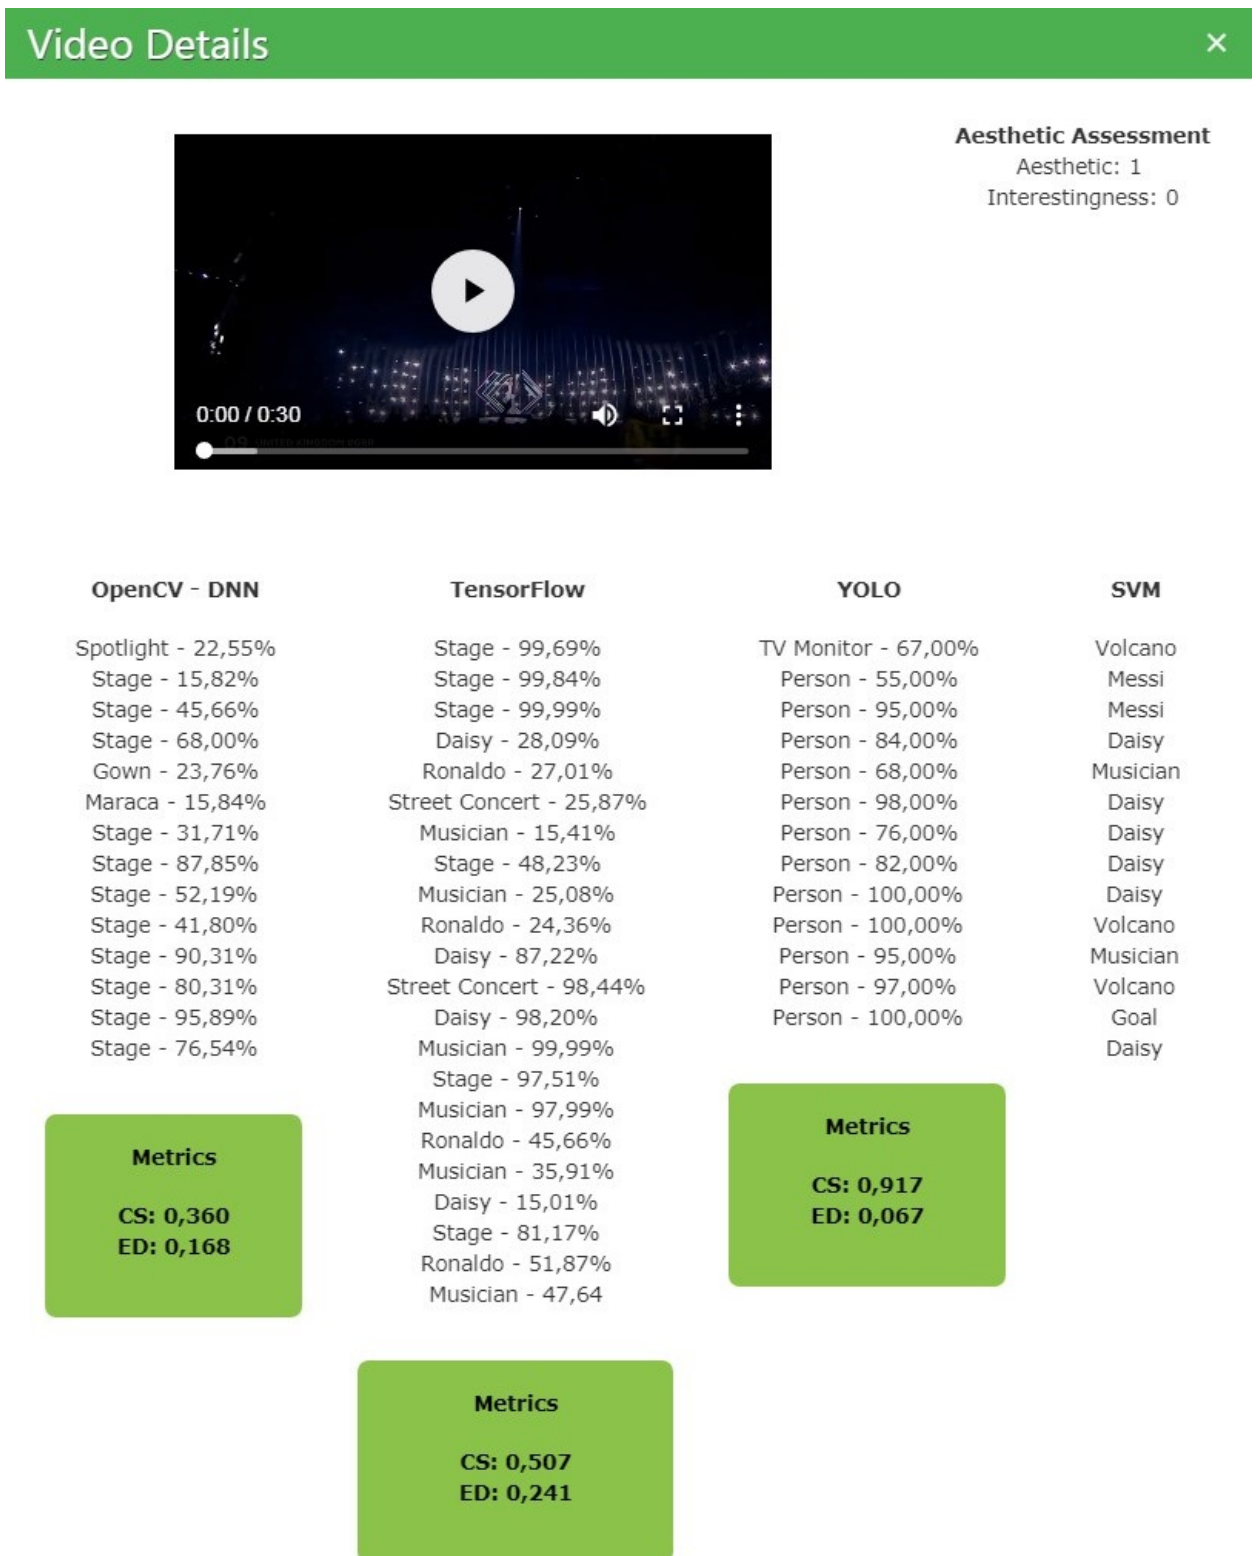 Video Details
Aesthetic Assessment
Aesthetic: 1
Interestingness: 0
0:00 / 0:30
09 UNITED KINGDOM
OpenCV - DNN
Spotlight - 22,55%
Stage - 15,82%
Stage - 45,66%
Stage - 68,00%
Gown - 23,76%
Maraca - 15,84%
Stage - 31,71%
Stage - 87,85%
Stage - 52,19%
Stage - 41,80%
Stage - 90,31%
Stage - 80,31%
Stage - 95,89%
Stage - 76,54%
Metrics
CS: 0,360
ED: 0,168
TensorFlow
Stage - 99,69%
Stage - 99,84%
Stage - 99,99%
Daisy - 28,09%
Ronaldo - 27,01%
Street Concert - 25,87%
Musician - 15,41%
Stage - 48,23%
Musician - 25,08%
Ronaldo - 24,36%
Daisy - 87,22%
Street Concert - 98,44%
Daisy - 98,20%
Musician - 99,99%
Stage - 97,51%
Musician - 97,99%
Ronaldo - 45,66%
Musician - 35,91%
Daisy - 15,01%
Stage - 81,17%
Ronaldo - 51,87%
Musician - 47,64
Metrics
CS: 0,507
ED: 0,241
YOLO
TV Monitor - 67,00%
Person - 55,00%
Person - 95,00%
Person - 84,00%
Person - 68,00%
Person - 98,00%
Person - 76,00%
Person - 82,00%
Person - 100,00%
Person - 100,00%
Person - 95,00%
Person - 97,00%
Person - 100,00%
Metrics
CS: 0,917
ED: 0,067
SVM
Volcano
Messi
Messi
Daisy
Musician
Daisy
Daisy
Daisy
Daisy
Volcano
Musician
Volcano
Goal
Daisy